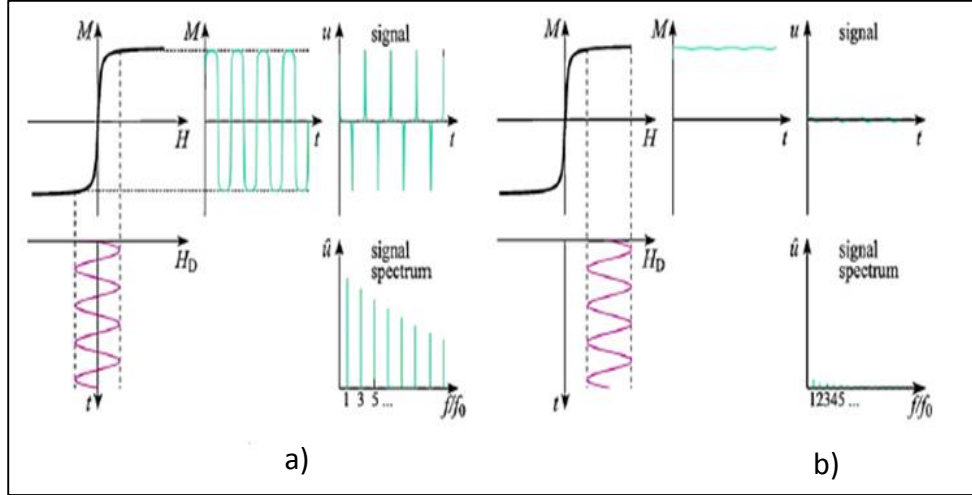 M
H
M
t
u
signal
t
H_D
t
û
signal
spectrum
1 3 5 ...
f/f₀
a)
M
H
M
t
u
signal
t
H_D
t
û
signal
spectrum
12345 ...
f/f₀
b)